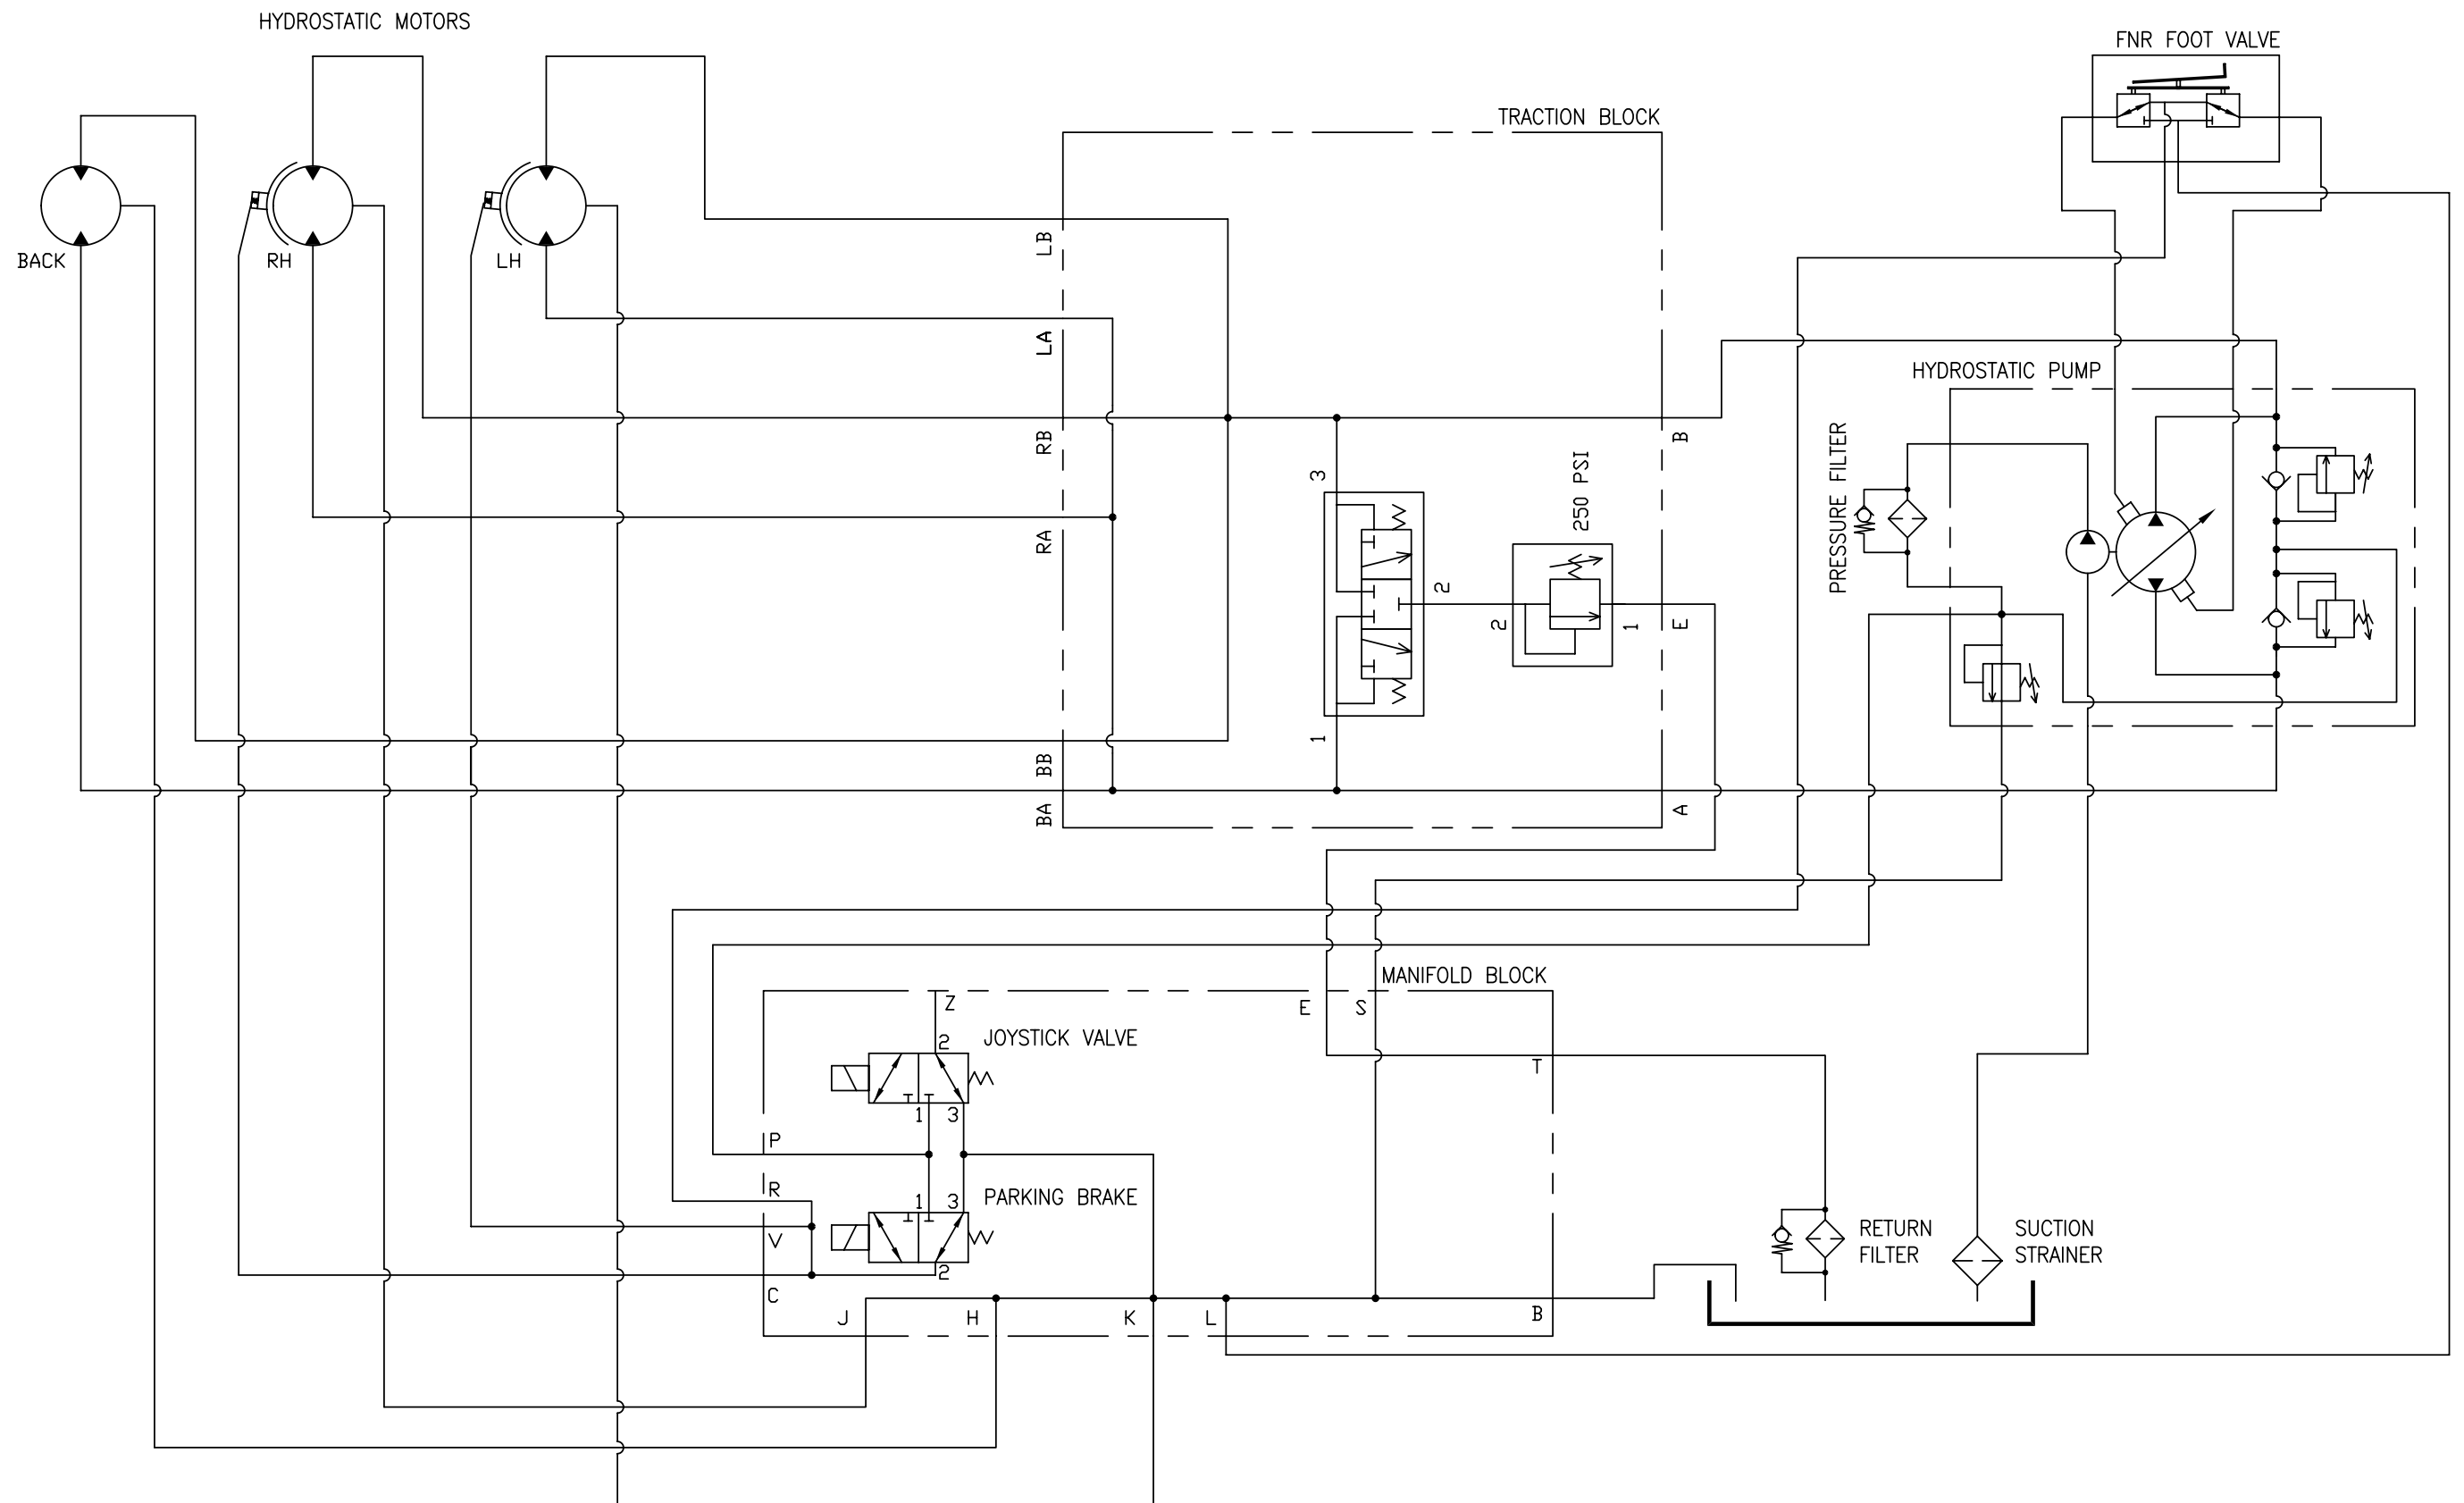 HYDROSTATIC MOTORS
FNR FOOT VALVE
TRACTION BLOCK
BACK
RH
LH
LB
LA
RB
RA
BB
BA
B
E
A
3
2
1
250 PSI
2
1
HYDROSTATIC PUMP
PRESSURE FILTER
MANIFOLD BLOCK
Z
E
S
2
JOYSTICK VALVE
T
1
3
P
R
1
3
PARKING BRAKE
V
2
C
J
H
K
L
B
RETURN
FILTER
SUCTION
STRAINER